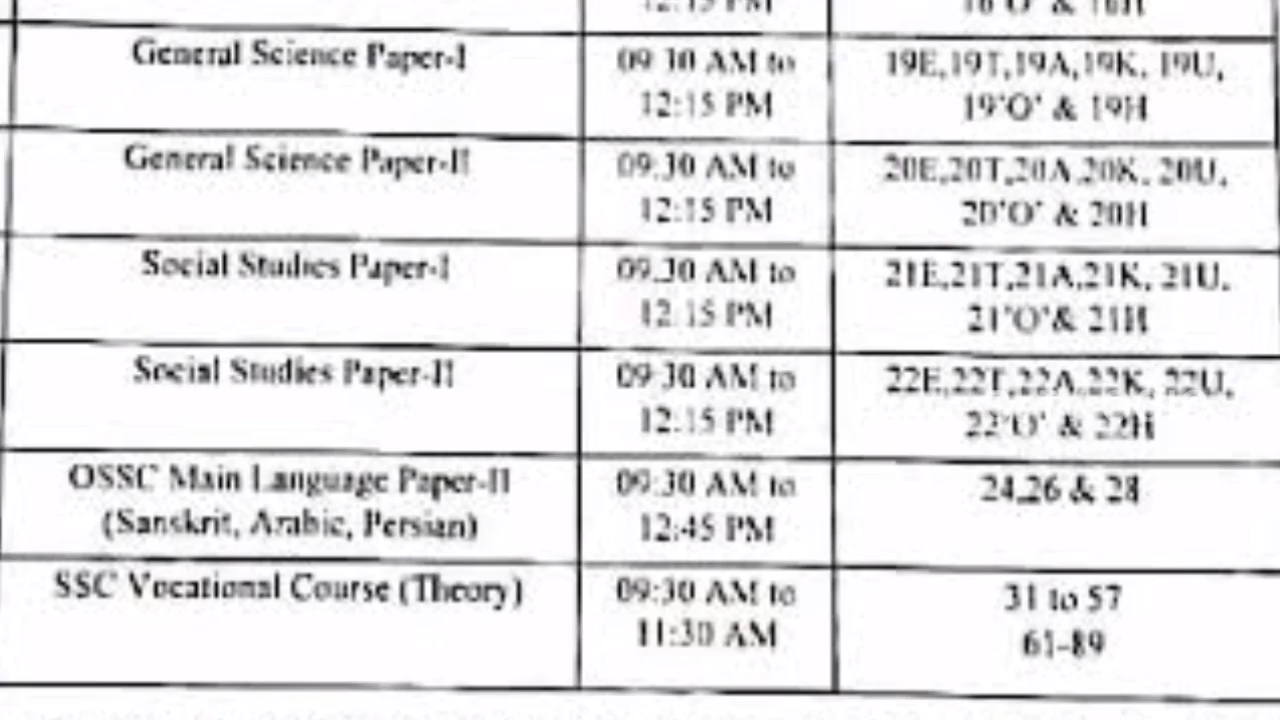 12:15 PM
18'O' & 18H
General Science Paper-I
09 30 AM to
12:15 PM
19E,19T,19A,19K, 19U,
19'O' & 19H
General Science Paper-II
09:30 AM to
12:15 PM
20E,20T,20A,20K, 20U,
20'O' & 20H
Social Studies Paper-I
09.30 AM to
12.15 PM
21E,21T,21A,21K, 21U,
21'O'& 21H
Social Studies Paper-II
09 30 AM to
12:15 PM
22E,22T,22A,22K, 22U,
22'O' & 22H
OSSC Main Language Paper-II
(Sanskrit, Arabic, Persian)
09:30 AM to
12:45 PM
24,26 & 28
SSC Vocational Course (Theory)
09:30 AM to
11:30 AM
31 to 57
61-89